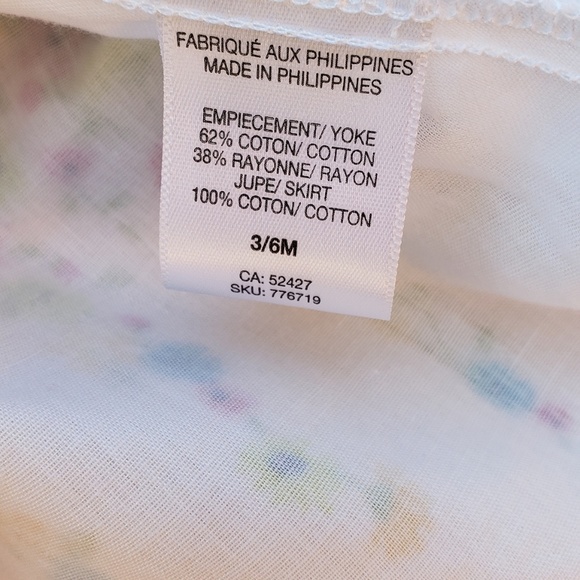 FABRIQUÉ AUX PHILIPPINES
MADE IN PHILIPPINES
EMPIECEMENT/ YOKE
62% COTON/ COTTON
38% RAYONNE/ RAYON
JUPE/ SKIRT
100% COTON/ COTTON
3/6M
CA: 52427
SKU: 776719